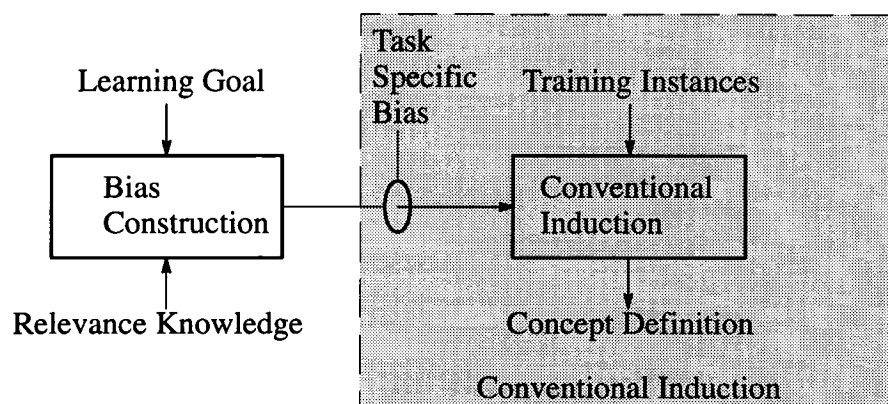 Learning Goal
Task
Specific
Bias
Training Instances
Bias
Construction
Conventional
Induction
Relevance Knowledge
Concept Definition
Conventional Induction